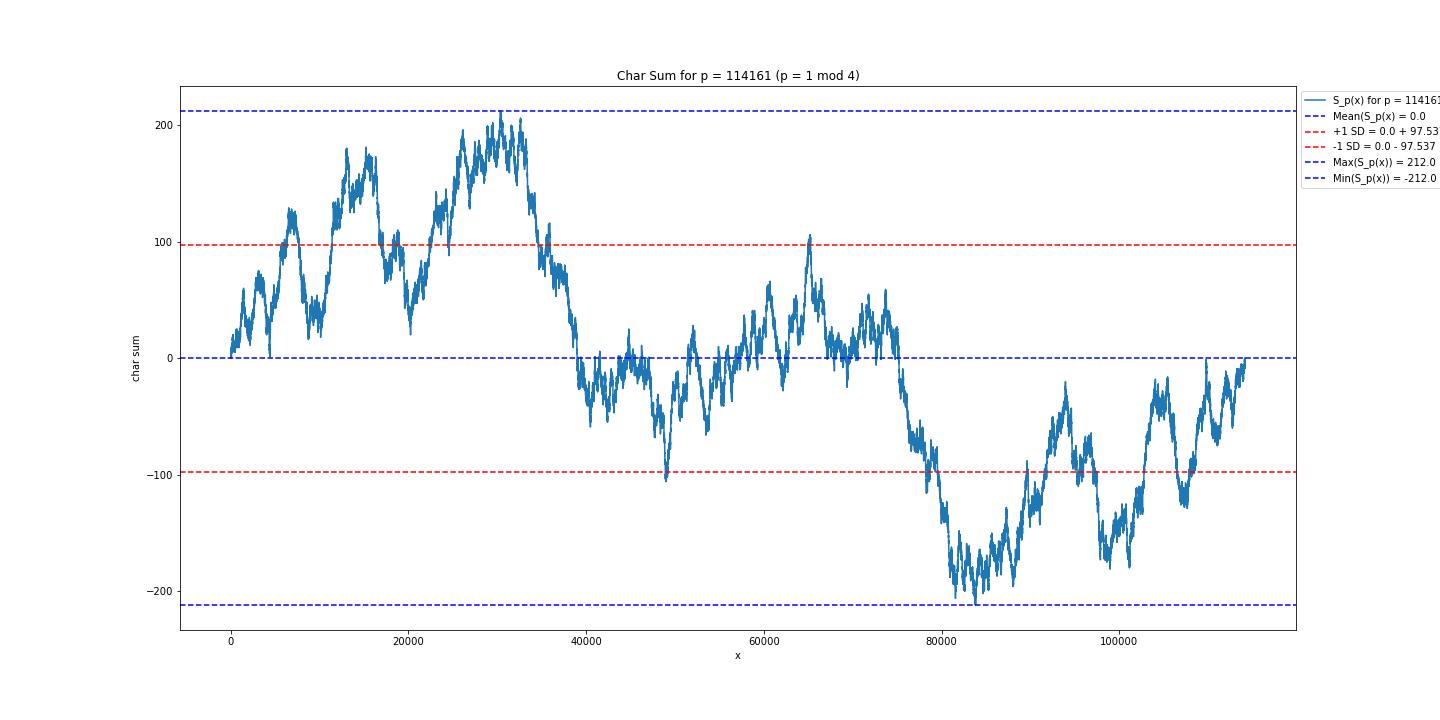 Char Sum for p = 114161 (p = 1 mod 4)
S_p(x) for p = 114161
Mean(S_p(x) = 0.0
+1 SD = 0.0 + 97.53
-1 SD = 0.0 - 97.537
Max(S_p(x)) = 212.0
Min(S_p(x)) = -212.0
char sum
200
100
0
−100
−200
0 20000 40000 60000 80000 100000
x